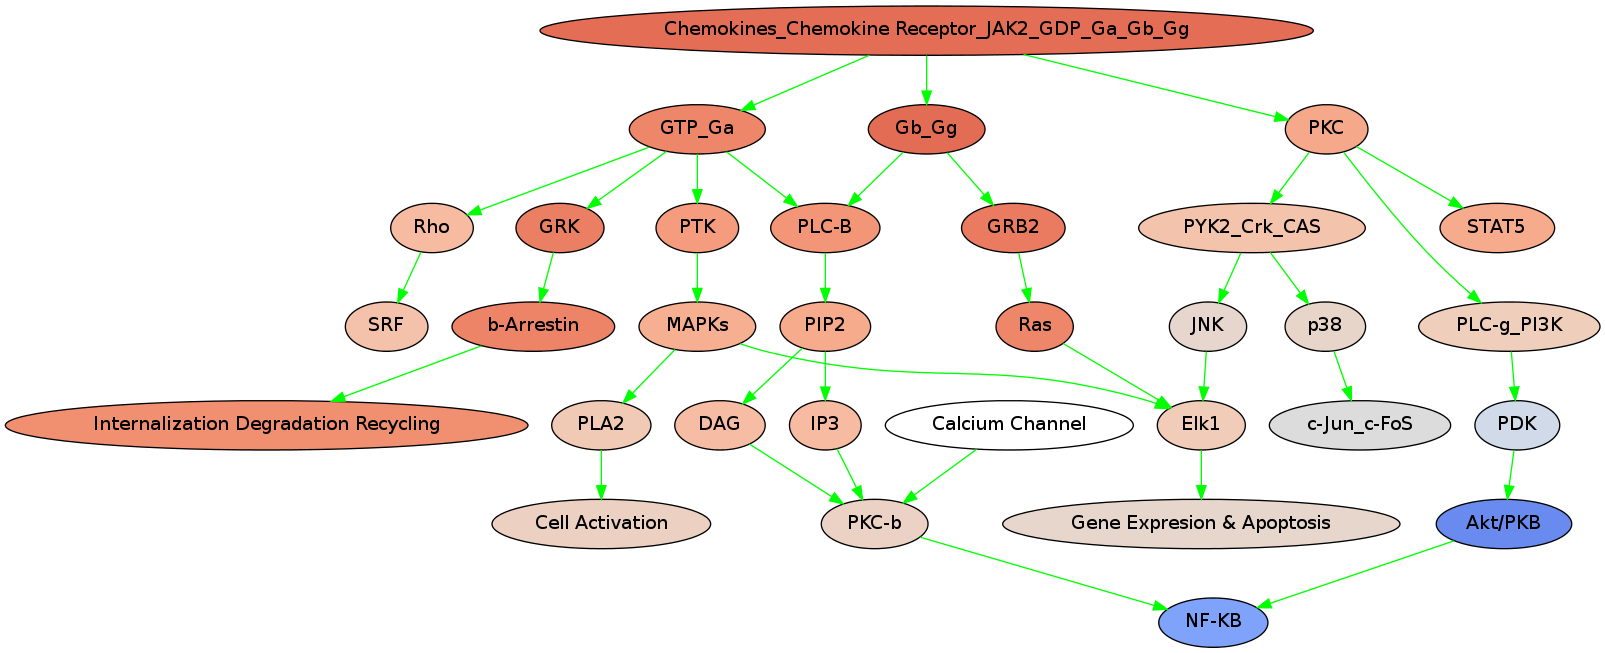 Chemokines_Chemokine Receptor_JAK2_GDP_Ga_Gb_Gg
GTP_Ga
Gb_Gg
PKC
Rho
GRK
PTK
PLC-B
GRB2
PYK2_Crk_CAS
STAT5
SRF
b-Arrestin
MAPKs
PIP2
Ras
JNK
p38
PLC-g_PI3K
Internalization Degradation Recycling
PLA2
DAG
IP3
Calcium Channel
Elk1
c-Jun_c-FoS
PDK
Cell Activation
PKC-b
Gene Expresion & Apoptosis
Akt/PKB
NF-KB